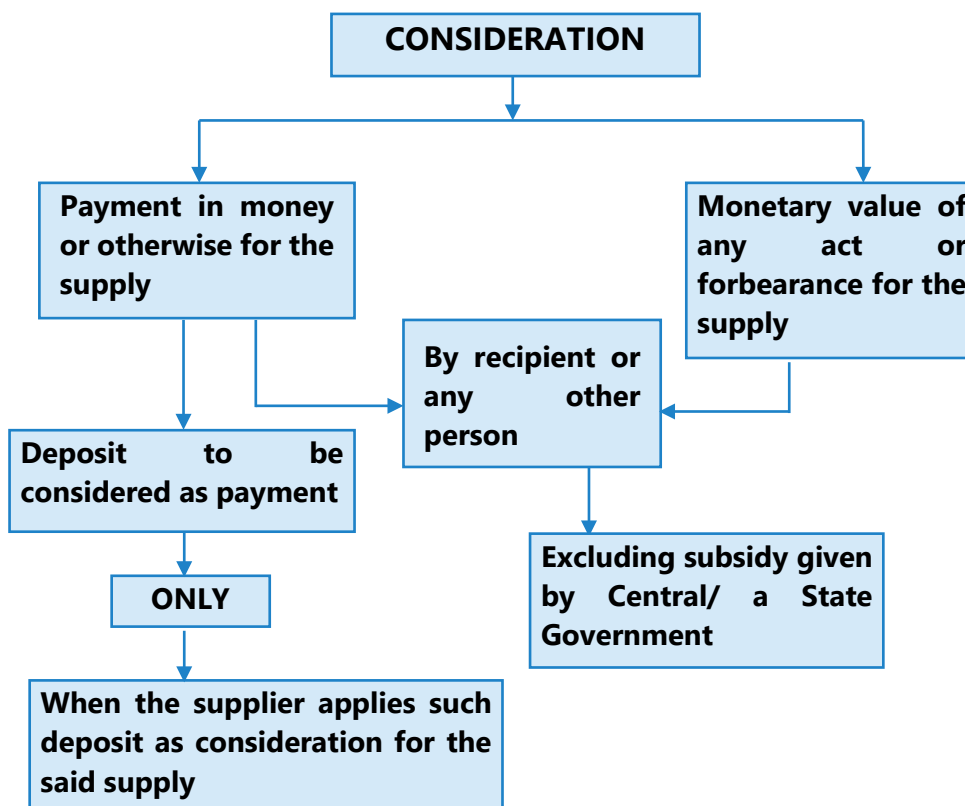 CONSIDERATION
Payment in money
or otherwise for the
supply
Monetary value of
any act or
forbearance for the
supply
By recipient or
any other
person
Deposit to be
considered as payment
Excluding subsidy given
by Central/ a State
Government
ONLY
When the supplier applies such
deposit as consideration for the
said supply